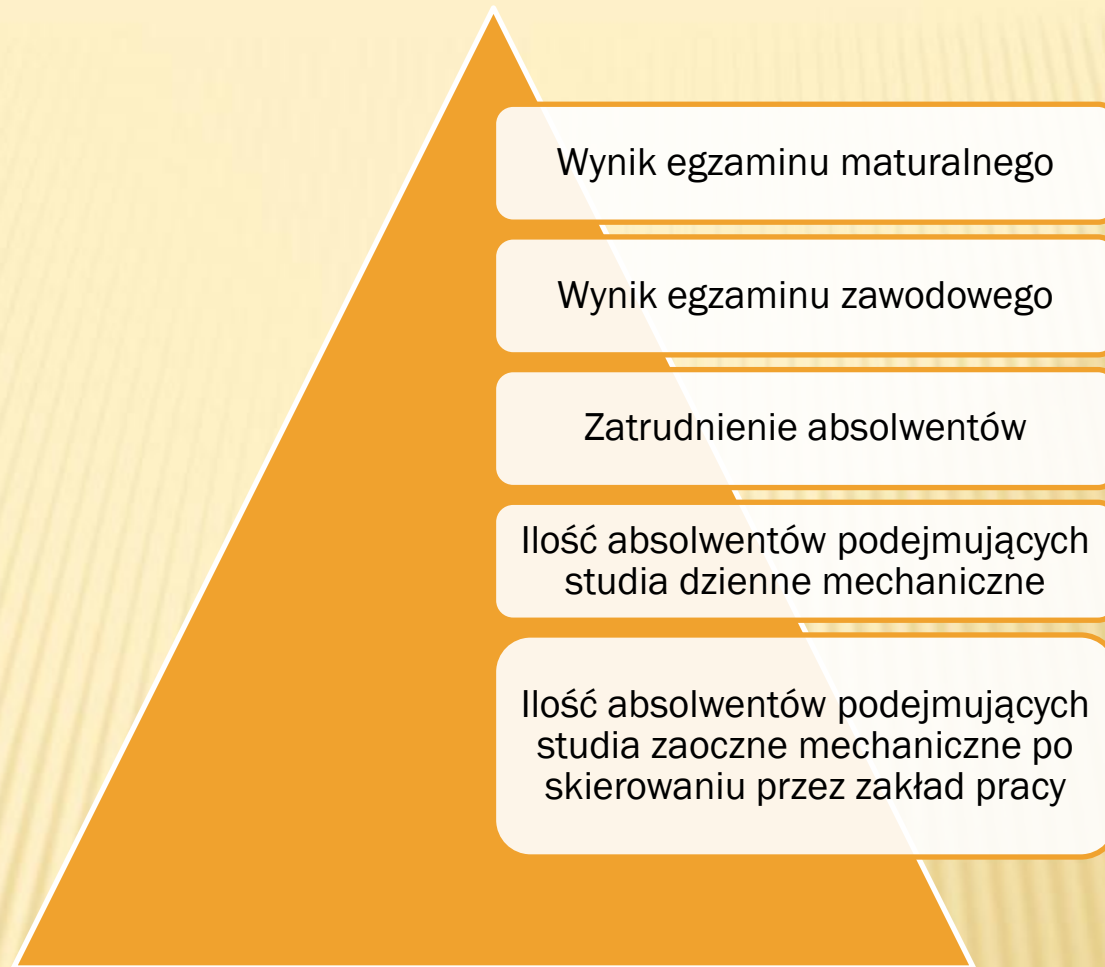 Wynik egzaminu maturalnego
Wynik egzaminu zawodowego
Zatrudnienie absolwentów
Ilość absolwentów podejmujących
studia dzienne mechaniczne
Ilość absolwentów podejmujących
studia zaoczne mechaniczne po
skierowaniu przez zakład pracy